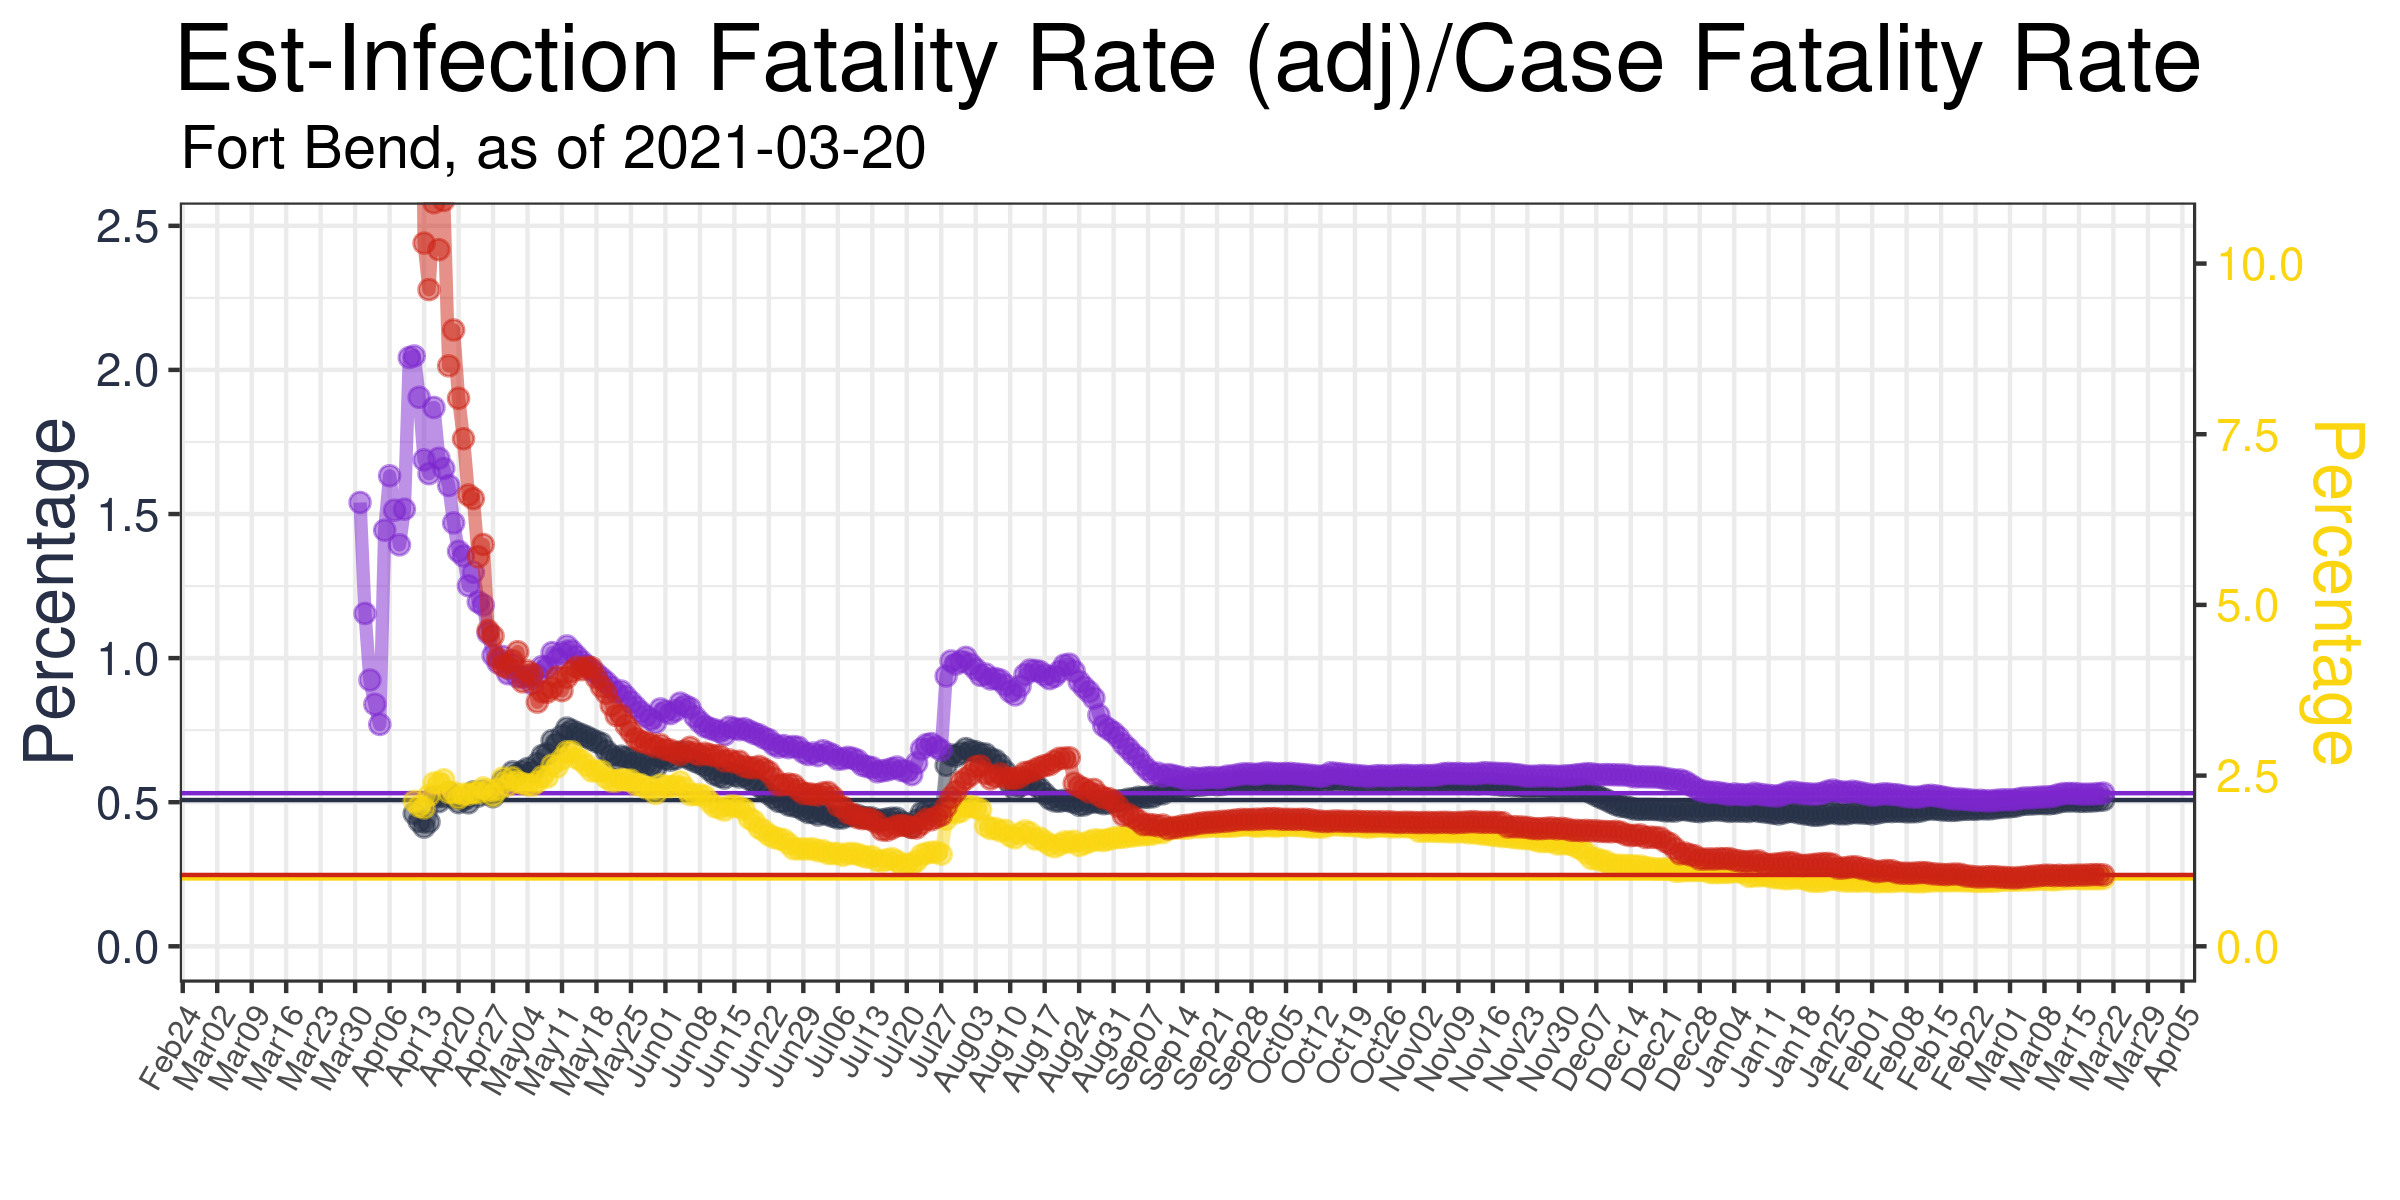 Est-Infection Fatality Rate (adj)/Case Fatality Rate
Fort Bend, as of 2021-03-20
Percentage
2.5
2.0
1.5
1.0
0.5
0.0
10.0
7.5
5.0
2.5
0.0
Percentage
Feb24 Mar02 Mar09 Mar16 Mar23 Mar30 Apr06 Apr13 Apr20 Apr27 May04 May11 May18 May25 Jun01 Jun08 Jun15 Jun22 Jun29 Jul06 Jul13 Jul20 Jul27 Aug03 Aug10 Aug17 Aug24 Aug31 Sep07 Sep14 Sep21 Sep28 Oct05 Oct12 Oct19 Oct26 Nov02 Nov09 Nov16 Nov23 Nov30 Dec07 Dec14 Dec21 Dec28 Jan04 Jan11 Jan18 Jan25 Feb01 Feb08 Feb15 Feb22 Mar01 Mar08 Mar15 Mar22 Mar29 Apr05